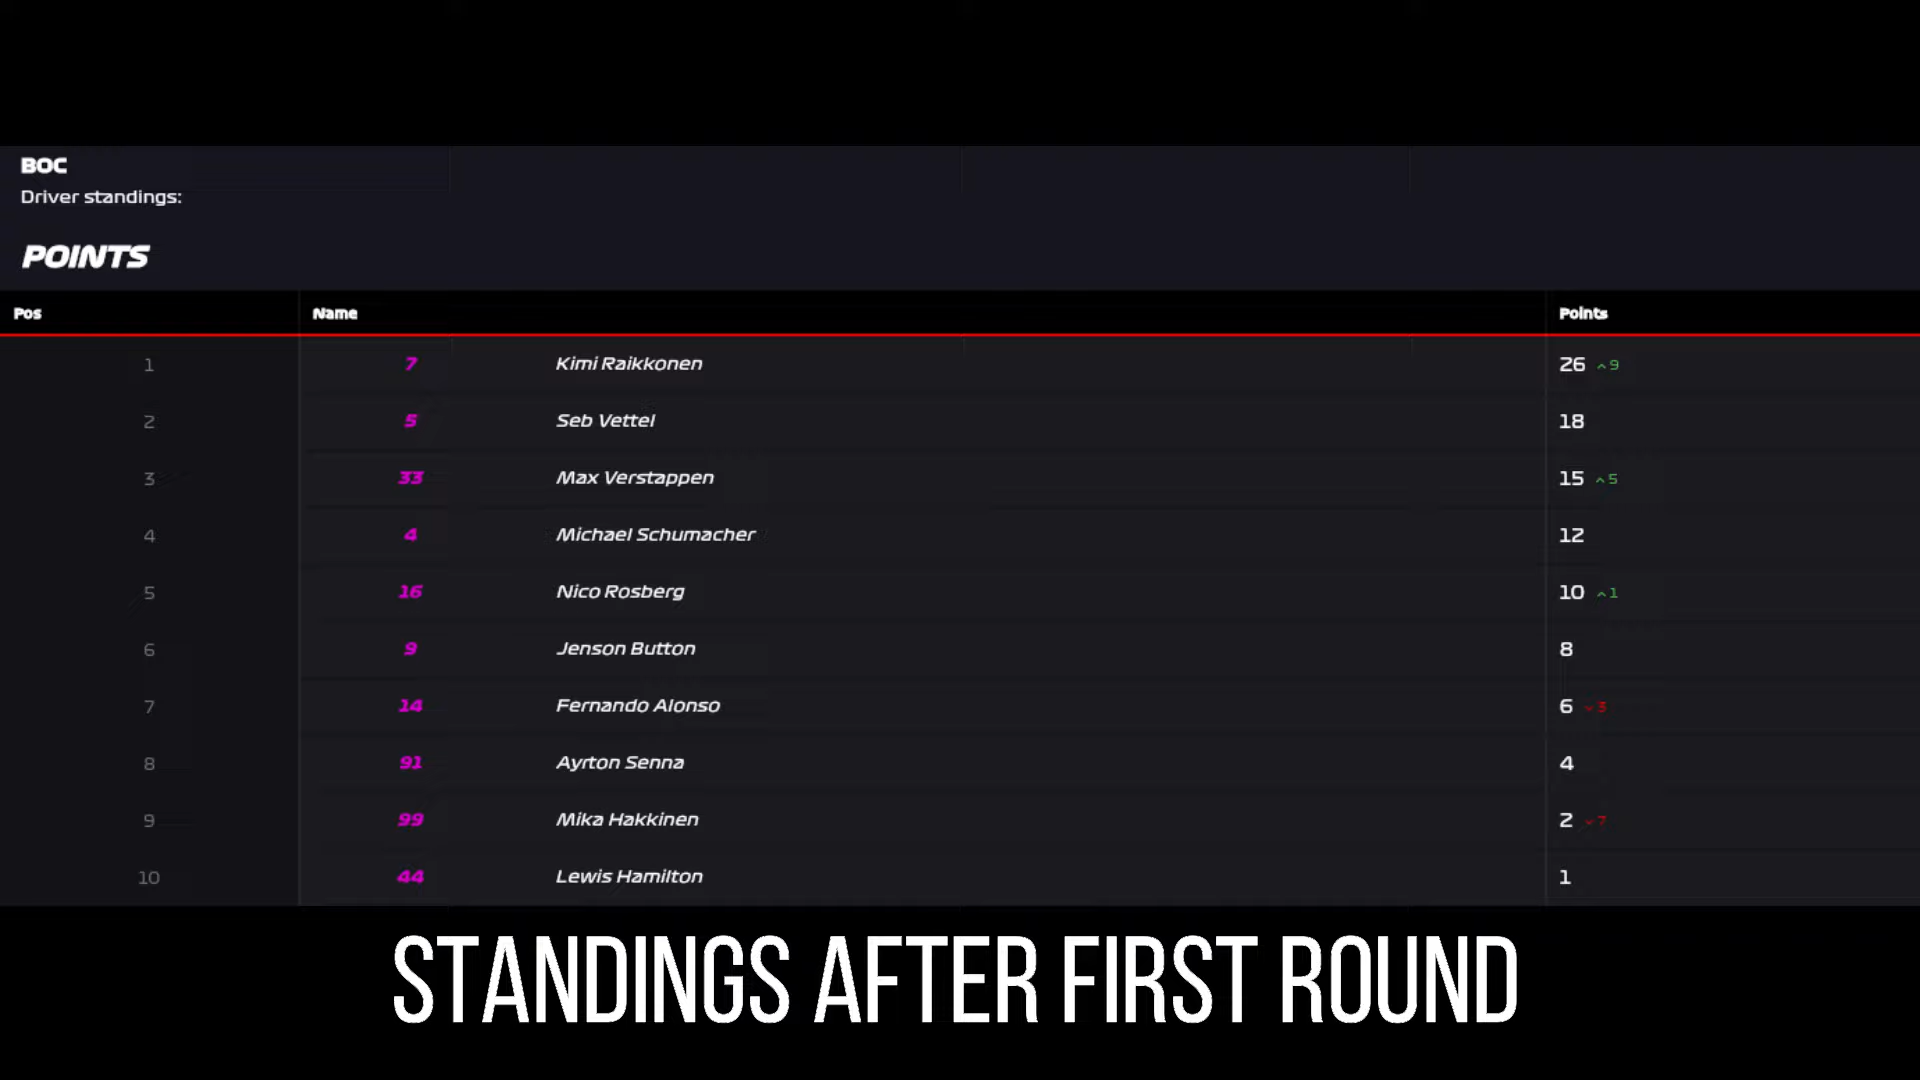 BOC
Driver standings:
POINTS
Pos Name Points
1 7 Kimi Raikkonen 26 ^9
2 5 Seb Vettel 18
3 33 Max Verstappen 15 ^5
4 4 Michael Schumacher 12
5 16 Nico Rosberg 10 ^1
6 9 Jenson Button 8
7 14 Fernando Alonso 6 ⌄3
8 91 Ayrton Senna 4
9 99 Mika Hakkinen 2 ⌄7
10 44 Lewis Hamilton 1
STANDINGS AFTER FIRST ROUND